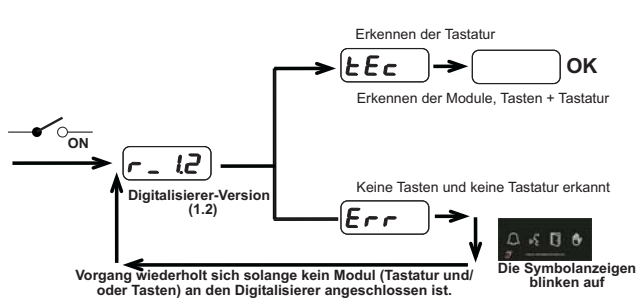 Erkennen der Tastatur
tEc
OK
Erkennen der Module, Tasten + Tastatur
ON
r_ 1.2
Digitalisierer-Version
(1.2)
Keine Tasten und keine Tastatur erkannt
Err
Die Symbolanzeigen
blinken auf
Vorgang wiederholt sich solange kein Modul (Tastatur und/
oder Tasten) an den Digitalisierer angeschlossen ist.